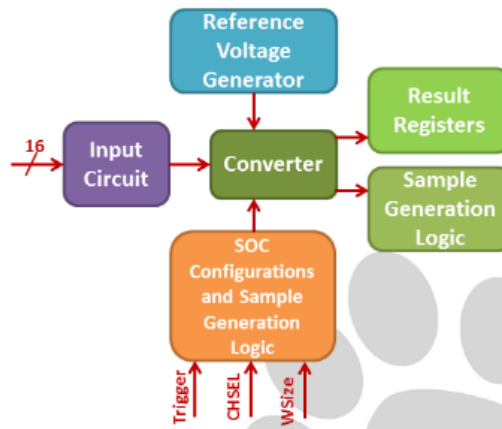 Reference
Voltage
Generator
Result
Registers
16
Input
Circuit
Converter
Sample
Generation
Logic
SOC
Configurations
and Sample
Generation
Logic
Trigger
CHSEL
WSize